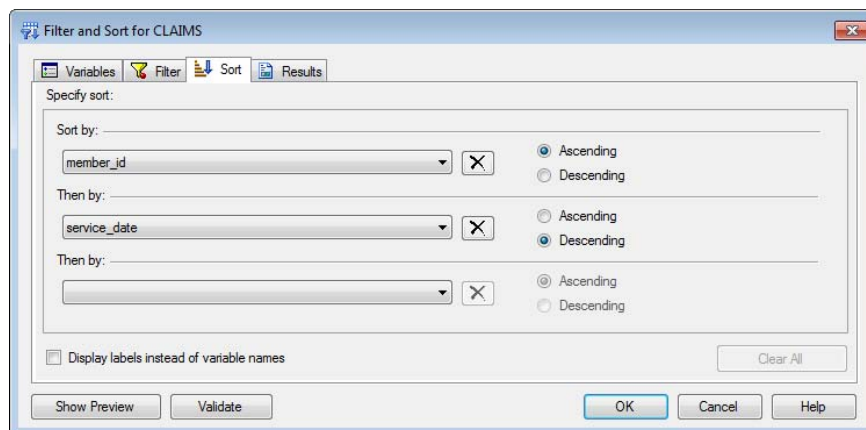 Filter and Sort for CLAIMS
Variables Filter Sort Results
Specify sort:
Sort by:
member_id
Ascending
Descending
Then by:
service_date
Ascending
Descending
Then by:
Ascending
Descending
Display labels instead of variable names
Clear All
Show Preview Validate OK Cancel Help